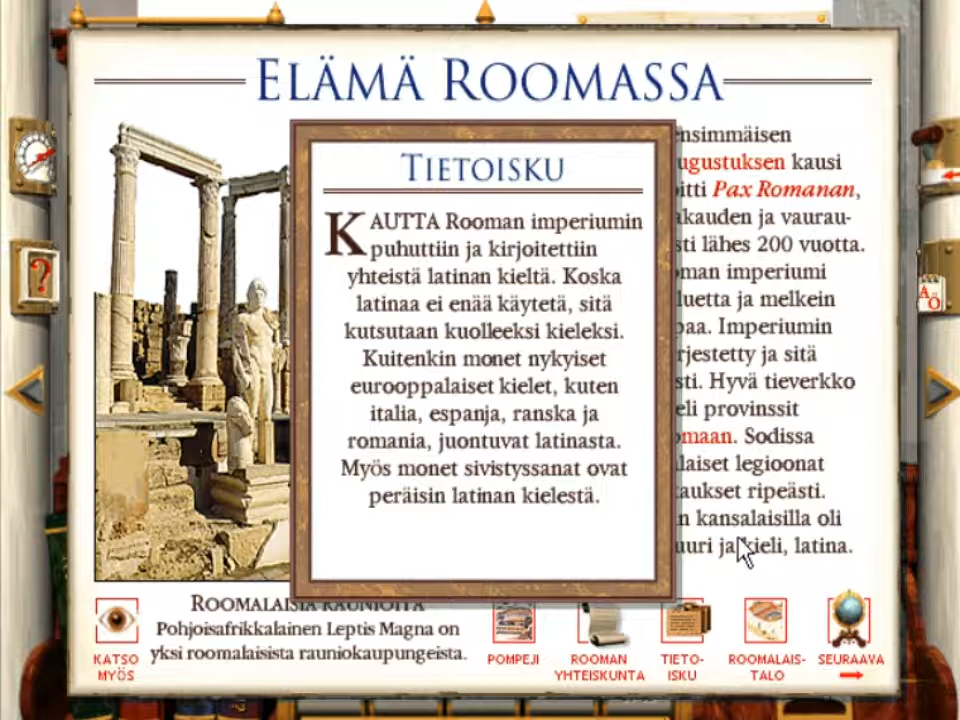 ELÄMÄ ROOMASSA
TIETOISKU
KAUTTA Rooman imperiumin
puhuttiin ja kirjoitettiin
yhteistä latinan kieltä. Koska
latinaa ei enää käytetä, sitä
kutsutaan kuolleeksi kieleksi.
Kuitenkin monet nykyiset
eurooppalaiset kielet, kuten
italia, espanja, ranska ja
romania, juontuvat latinasta.
Myös monet sivistyssanat ovat
peräisin latinan kielestä.
ensimmäisen
ugustuksen kausi
oitti Pax Romanan,
akauden ja vaurau-
sti lähes 200 vuotta.
man imperiumi
luetta ja melkein
paa. Imperiumin
rjestetty ja sitä
sti. Hyvä tieverkko
eli provinssit
omaan. Sodissa
laiset legioonat
taukset ripeästi.
n kansalaisilla oli
uuri ja kieli, latina.
ROOMALAISIA RAUNIOITA
Pohjoisafrikkalainen Leptis Magna on
yksi roomalaisista rauniokaupungeista.
KATSO
MYÖS
POMPEJI
ROOMAN
YHTEISKUNTA
TIETO-
ISKU
ROOMALAIS-
TALO
SEURAAVA
?
A
Ö